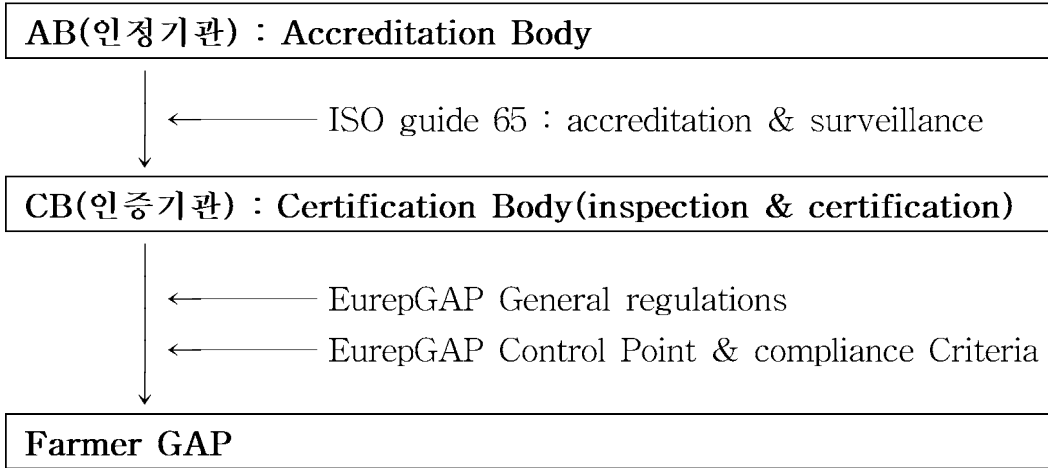 AB(인정기관) : Accreditation Body
ISO guide 65 : accreditation & surveillance
CB(인증기관) : Certification Body(inspection & certification)
EurepGAP General regulations
EurepGAP Control Point & compliance Criteria
Farmer GAP